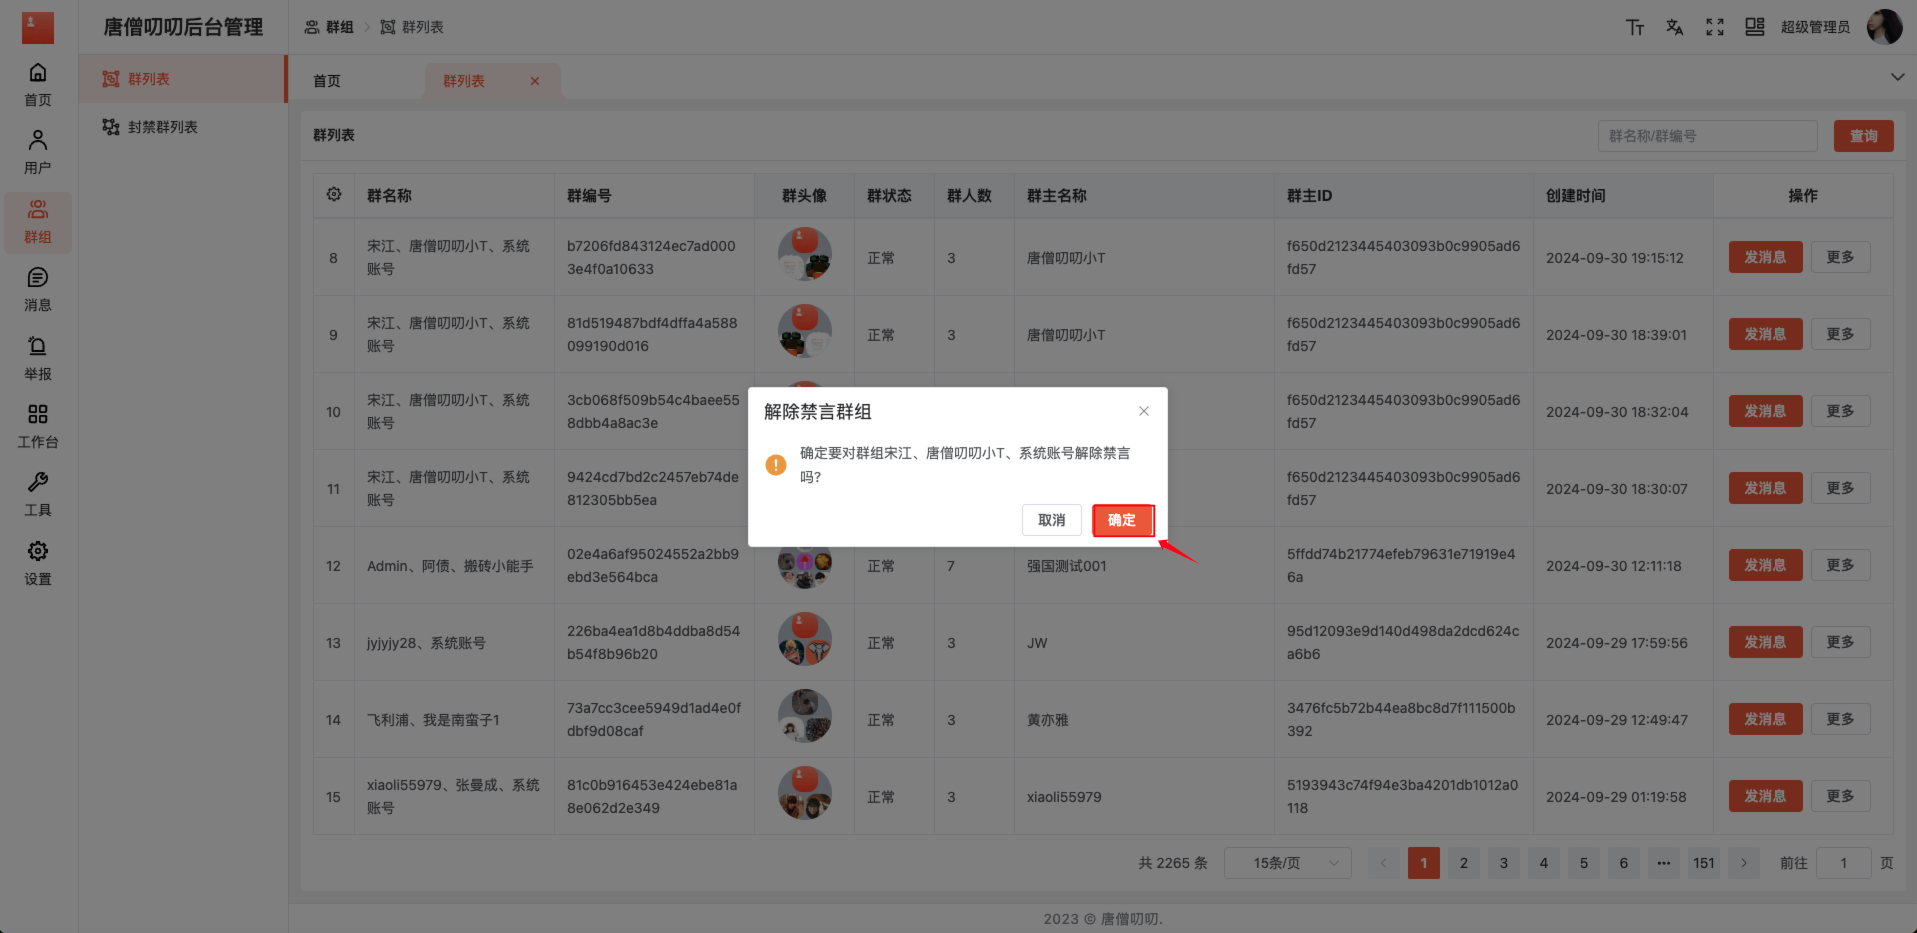 唐僧叨叨后台管理
群组 > 群列表
超级管理员
首页
用户
群组
消息
举报
工作台
工具
设置
群列表
封禁群列表
首页
群列表
群列表
群名称/群编号
查询
群名称 群编号 群头像 群状态 群人数 群主名称 群主ID 创建时间 操作
8 宋江、唐僧叨叨小T、系统账号 b7206fd843124ec7ad0003e4f0a10633 正常 3 唐僧叨叨小T f650d2123445403093b0c9905ad6fd57 2024-09-30 19:15:12 发消息 更多
9 宋江、唐僧叨叨小T、系统账号 81d519487bdf4dffa4a588099190d016 正常 3 唐僧叨叨小T f650d2123445403093b0c9905ad6fd57 2024-09-30 18:39:01 发消息 更多
10 宋江、唐僧叨叨小T、系统账号 3cb068f509b54c4baee558dbb4a8ac3e f650d2123445403093b0c9905ad6fd57 2024-09-30 18:32:04 发消息 更多
11 宋江、唐僧叨叨小T、系统账号 9424cd7bd2c2457eb74de812305bb5ea f650d2123445403093b0c9905ad6fd57 2024-09-30 18:30:07 发消息 更多
12 Admin、阿债、搬砖小能手 02e4a6af95024552a2bb9ebd3e564bca 正常 7 强国测试001 5ffdd74b21774efeb79631e71919e46a 2024-09-30 12:11:18 发消息 更多
13 jyjyjy28、系统账号 226ba4ea1d8b4ddba8d54b54f8b96b20 正常 3 JW 95d12093e9d140d498da2dcd624ca6b6 2024-09-29 17:59:56 发消息 更多
14 飞利浦、我是南蛮子1 73a7cc3cee5949d1ad4e0fdbf9d08caf 正常 3 黄亦雅 3476fc5b72b44ea8bc8d7f111500b392 2024-09-29 12:49:47 发消息 更多
15 xiaoli55979、张曼成、系统账号 81c0b916453e424ebe81a8e062d2e349 正常 3 xiaoli55979 5193943c74f94e3ba4201db1012a0118 2024-09-29 01:19:58 发消息 更多
解除禁言群组
确定要对群组宋江、唐僧叨叨小T、系统账号解除禁言
吗?
取消 确定
共 2265 条 15条/页 < 1 2 3 4 5 6 ••• 151 > 前往 1 页
2023 © 唐僧叨叨.